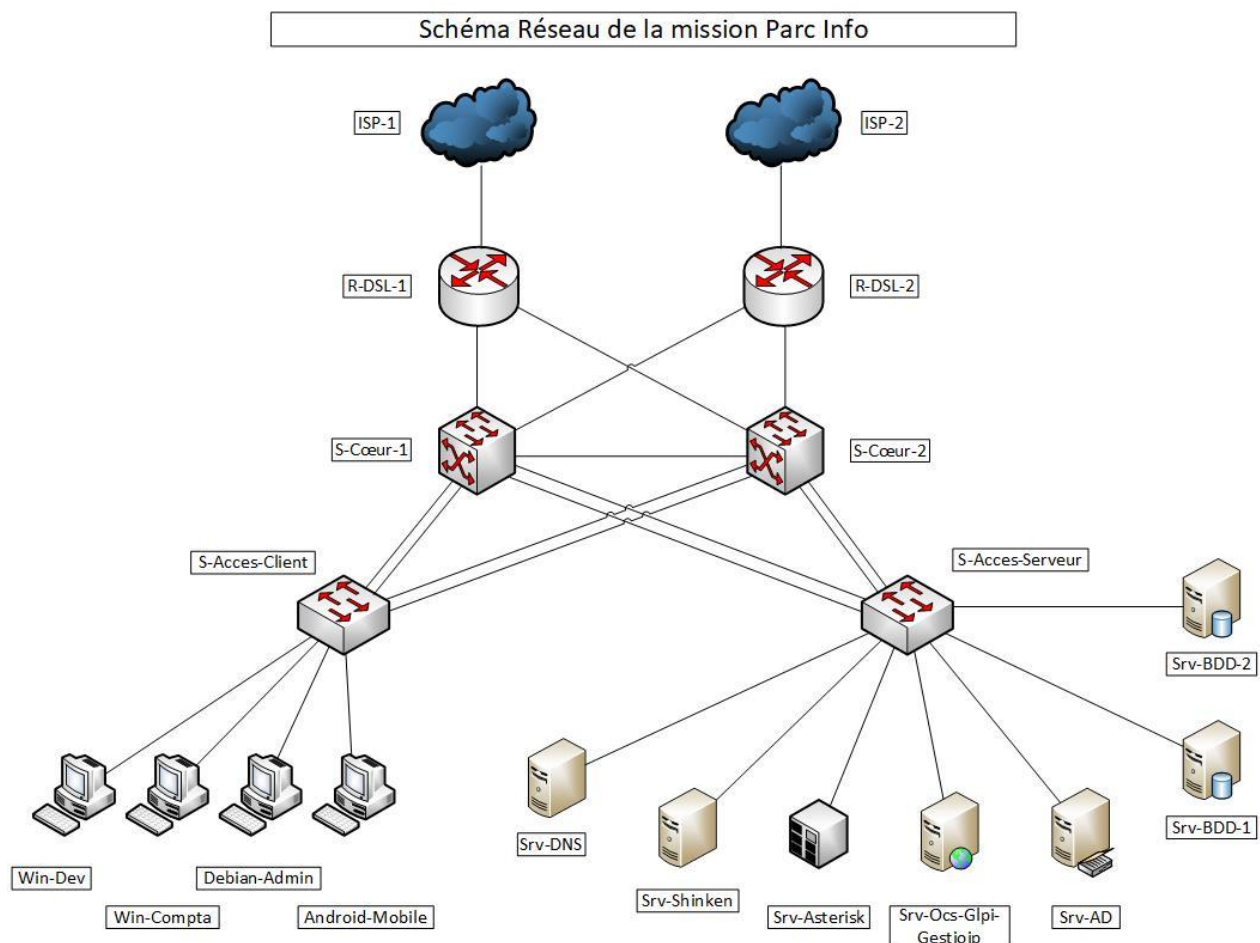 Schéma Réseau de la mission Parc Info
ISP-1
ISP-2
R-DSL-1
R-DSL-2
S-Cœur-1
S-Cœur-2
S-Acces-Client
S-Acces-Serveur
Srv-BDD-2
Srv-BDD-1
Srv-DNS
Win-Dev
Debian-Admin
Srv-Shinken
Win-Compta
Android-Mobile
Srv-Asterisk
Srv-Ocs-Glpi-
Gestioip
Srv-AD